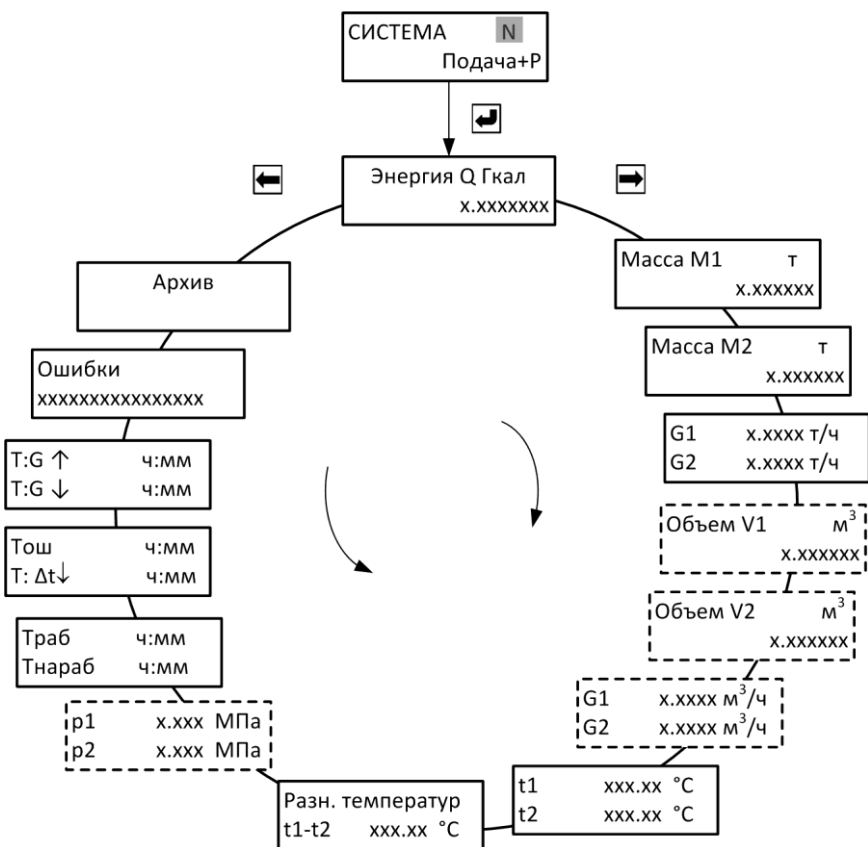 СИСТЕМА N
Подача+Р
Энергия Q Гкал
x.xxxxxxx
Масса М1 т
x.xxxxxx
Масса М2 т
x.xxxxxx
G1 x.xxxx т/ч
G2 x.xxxx т/ч
Объем V1 м³
x.xxxxxx
Объем V2 м³
x.xxxxxx
G1 x.xxxx м³/ч
G2 x.xxxx м³/ч
t1 xxx.xx °C
t2 xxx.xx °C
Разн. температур
t1-t2 xxx.xx °C
p1 x.xxx МПа
p2 x.xxx МПа
Траб ч:мм
Тнараб ч:мм
Тош ч:мм
Т: Δt↓ ч:мм
Т:G ↑ ч:мм
Т:G ↓ ч:мм
Ошибки
xxxxxxxxxxxxxxxx
Архив